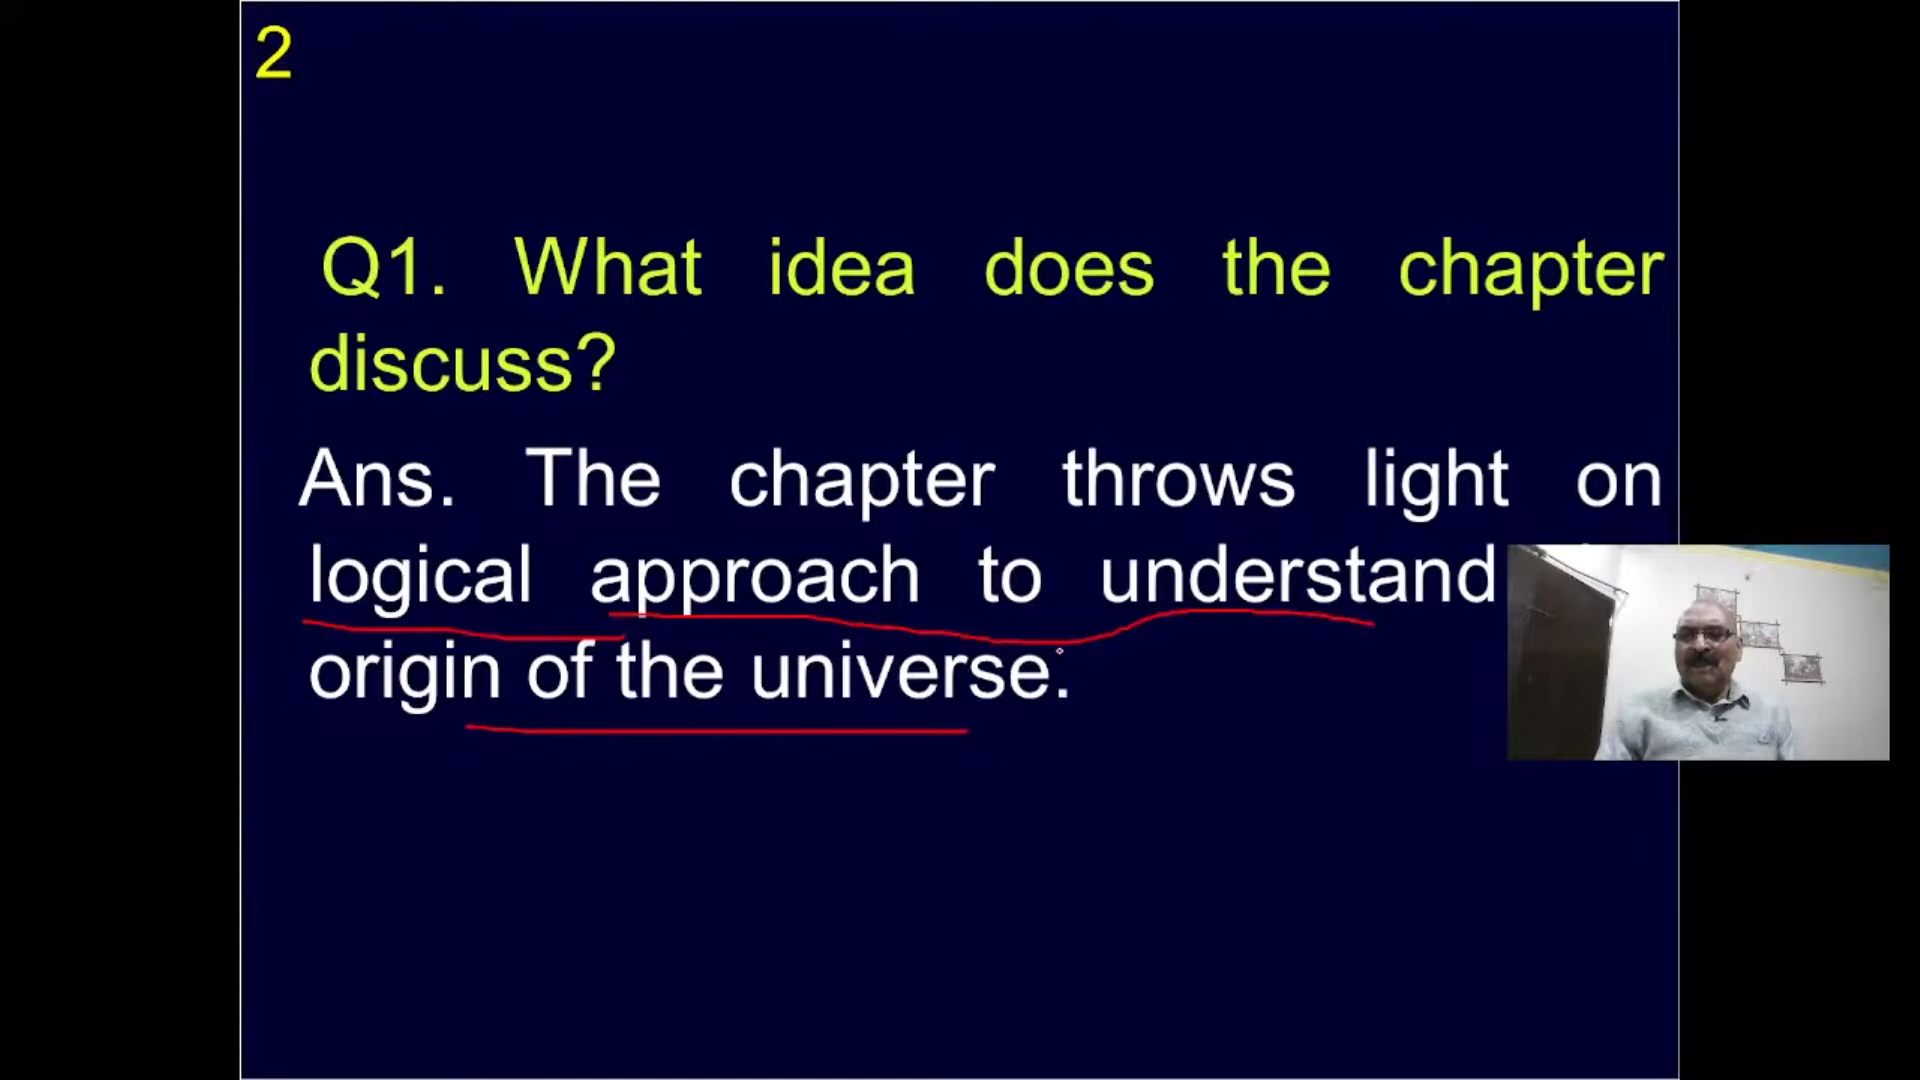 2
Q1. What idea does the chapter
discuss?
Ans. The chapter throws light on
logical approach to understand
origin of the universe.